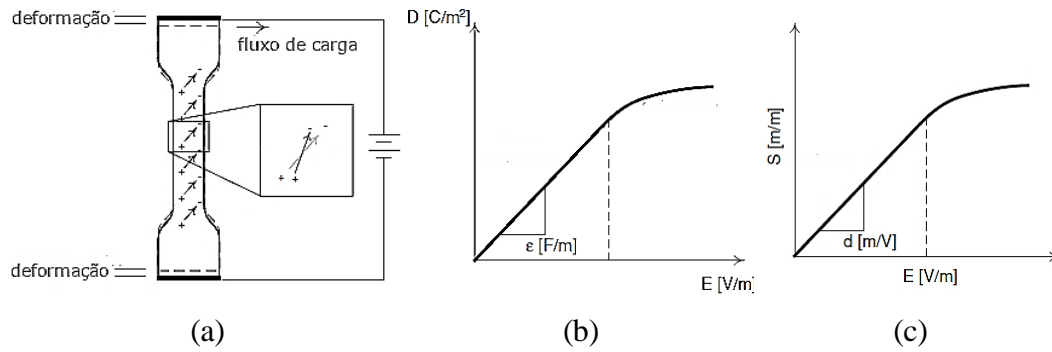 deformação
fluxo de carga
+ -
+ -
+ -
+ -
+ -
+ -
- -
+ +
deformação
(a)
D [C/m²]
ε [F/m]
E [V/m]
(b)
S [m/m]
d [m/V]
E [V/m]
(c)